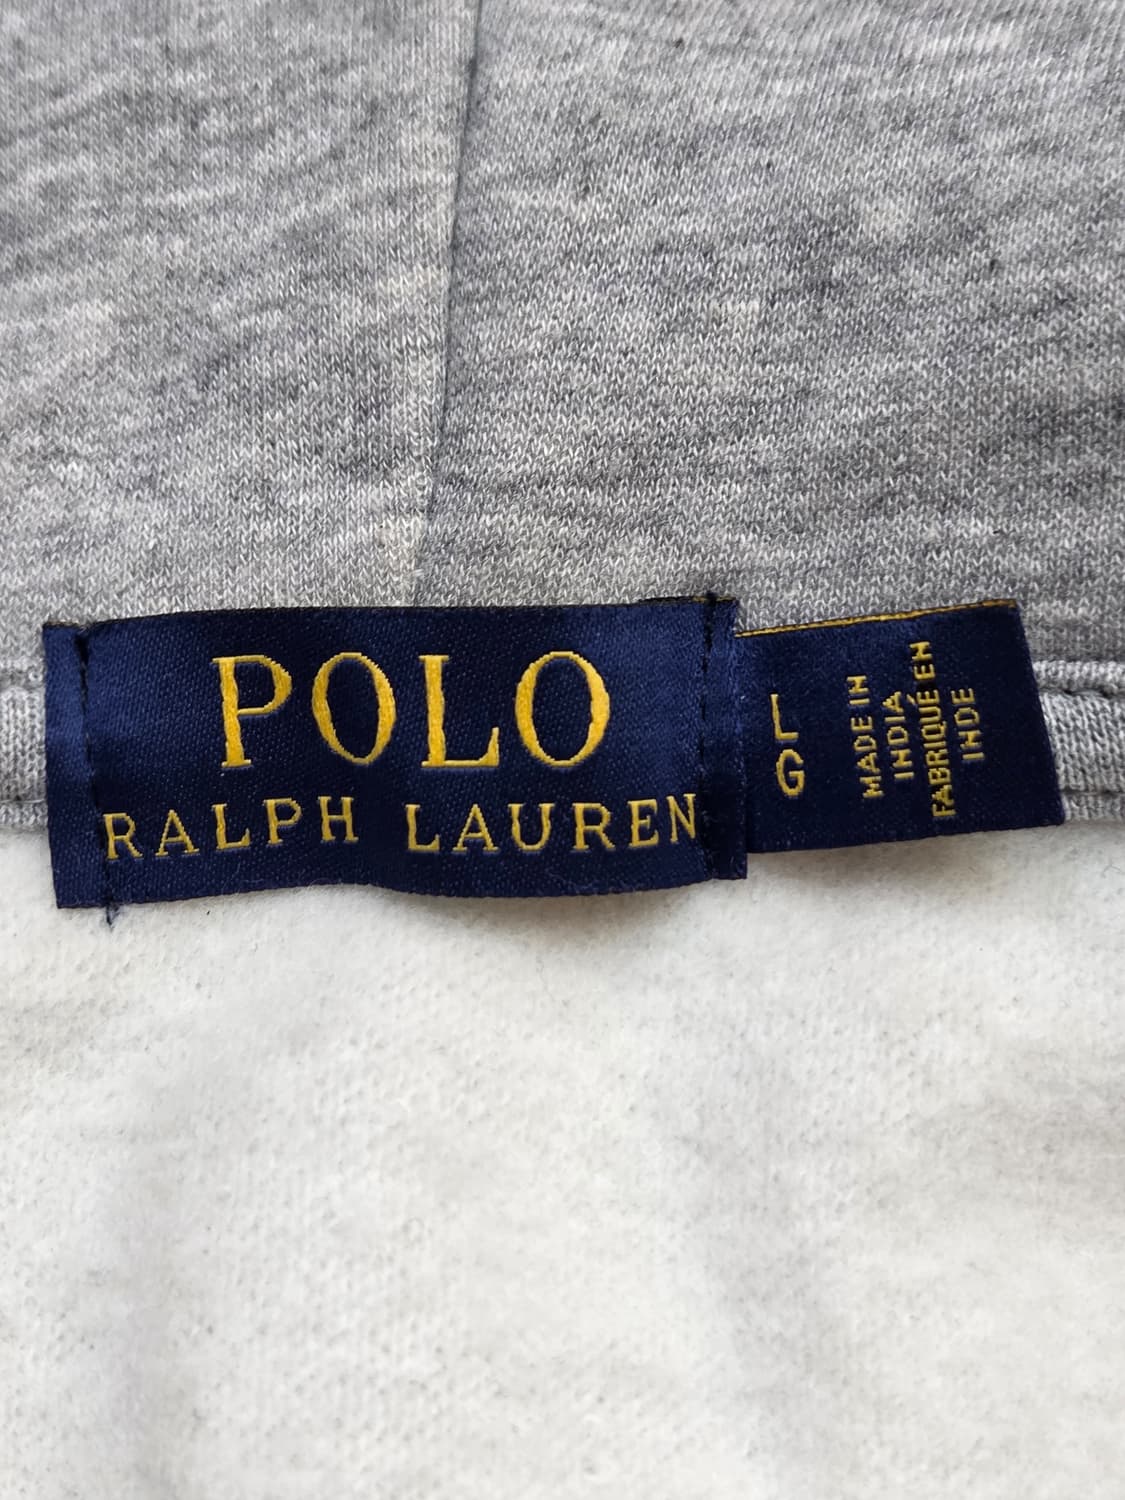 POLO
RALPH LAUREN
L
G
MADE IN
INDIA
FABRIQUÉ EN
INDE